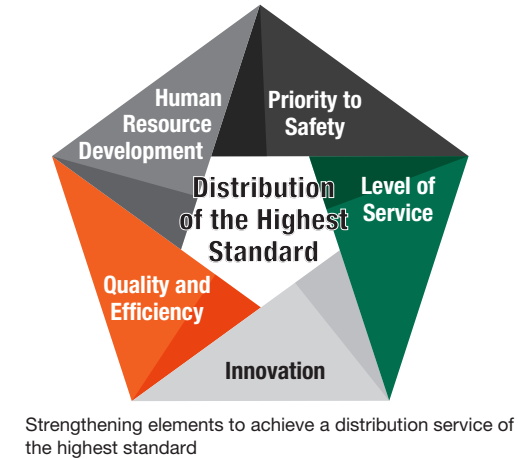 Human
Resource
Development
Priority to
Safety
Distribution
of the Highest
Standard
Level of
Service
Quality and
Efficiency
Innovation
Strengthening elements to achieve a distribution service of
the highest standard